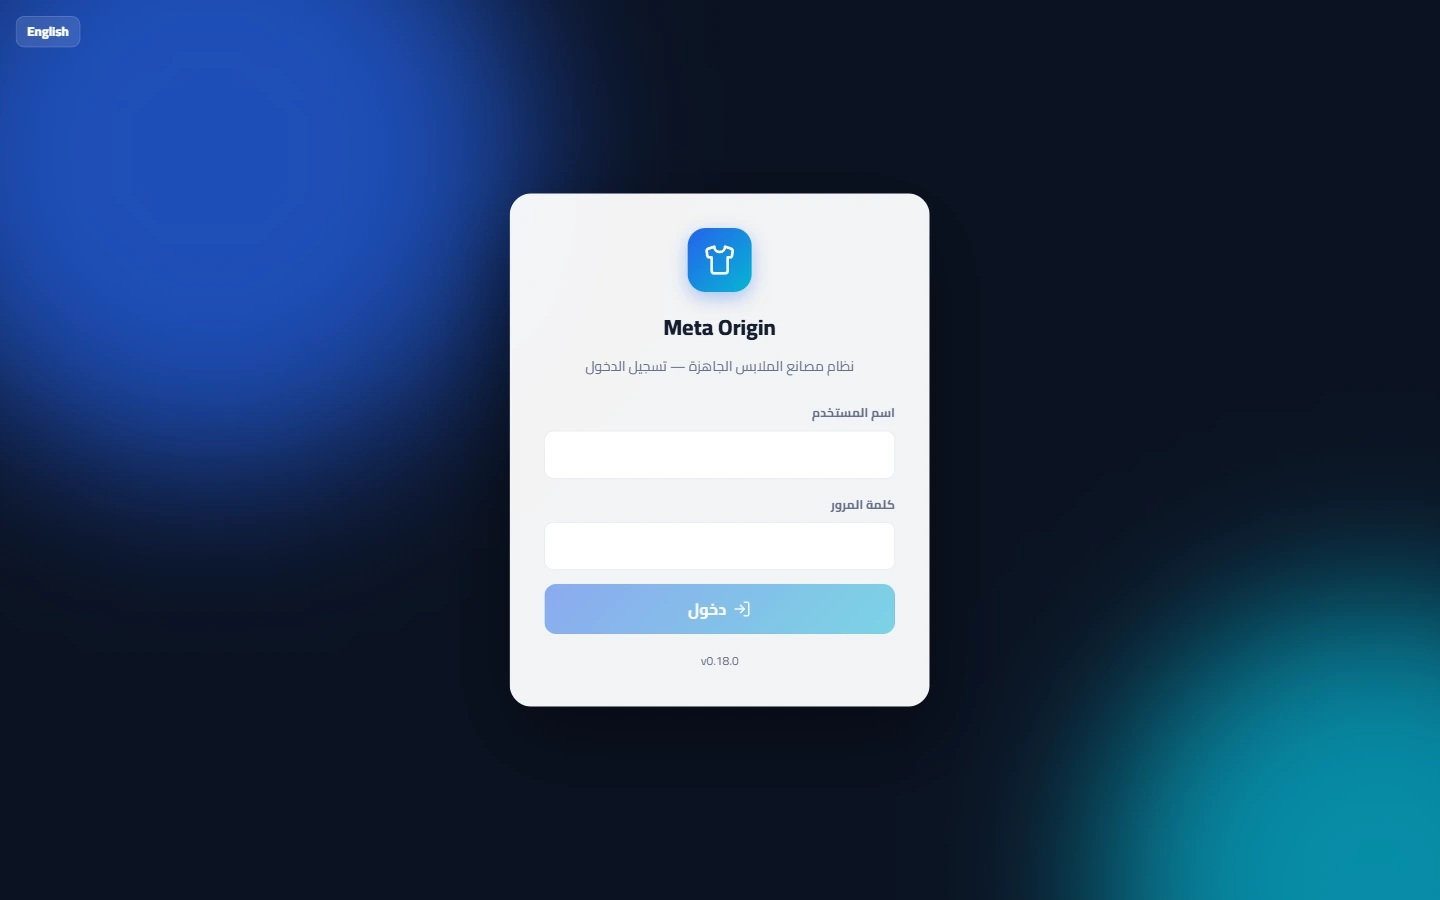 English
Meta Origin
نظام مصانع الملابس الجاهزة — تسجيل الدخول
اسم المستخدم
كلمة المرور
دخول
v0.18.0